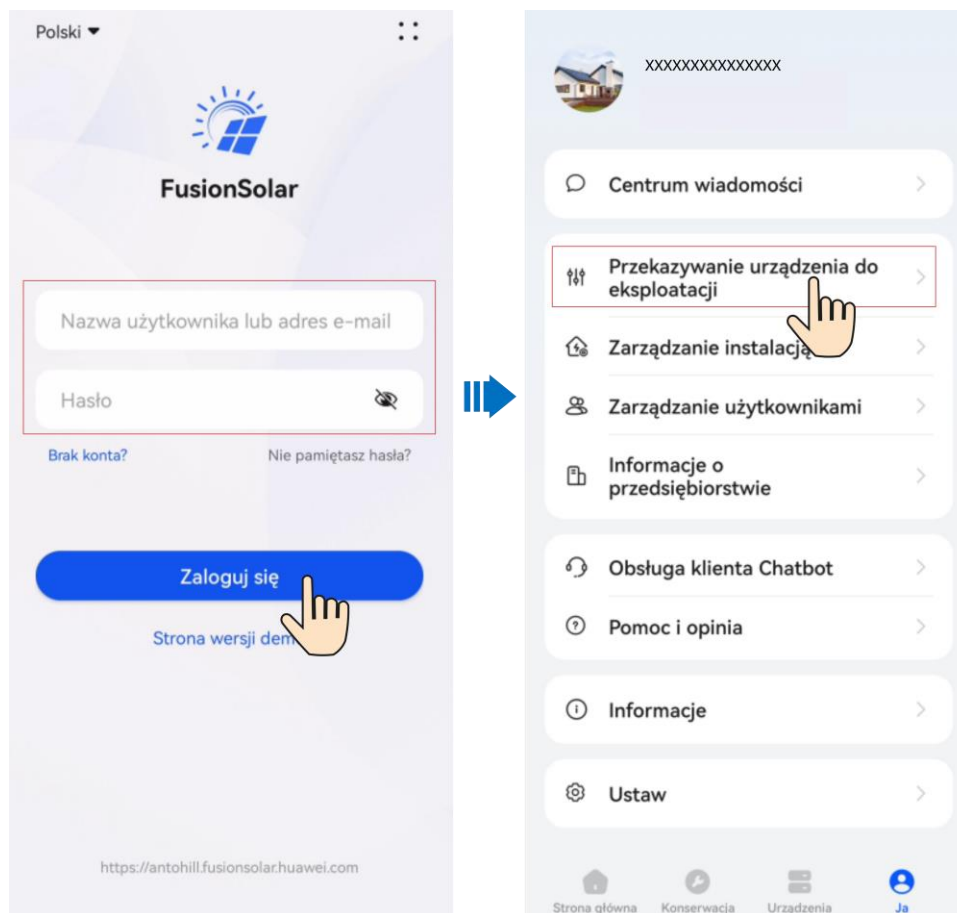 Polski
FusionSolar
Nazwa użytkownika lub adres e-mail
Hasło
Brak konta?
Nie pamiętasz hasła?
Zaloguj się
Strona wersji dem
https://antohill.fusionsolar.huawei.com
XXXXXXXXXXXXXXX
Centrum wiadomości
Przekazywanie urządzenia do
eksploatacji
Zarządzanie instalacją
Zarządzanie użytkownikami
Informacje o
przedsiębiorstwie
Obsługa klienta Chatbot
Pomoc i opinia
Informacje
Ustaw
Strona główna
Konserwacja
Urządzenia
Ja